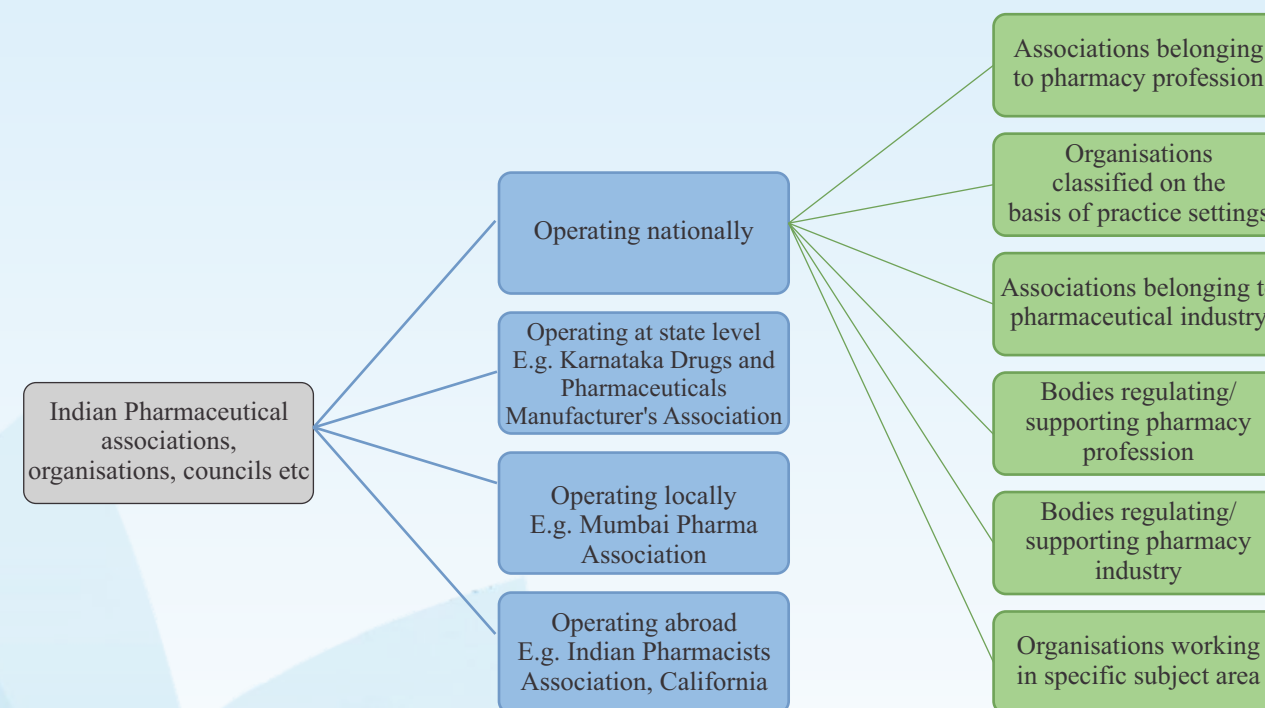 Indian Pharmaceutical
associations,
organisations, councils etc
Operating nationally
Operating at state level
E.g. Karnataka Drugs and
Pharmaceuticals
Manufacturer's Association
Operating locally
E.g. Mumbai Pharma
Association
Operating abroad
E.g. Indian Pharmacists
Association, California
Associations belonging
to pharmacy profession
Organisations
classified on the
basis of practice settings
Associations belonging t
pharmaceutical industry
Bodies regulating/
supporting pharmacy
profession
Bodies regulating/
supporting pharmacy
industry
Organisations working
in specific subject area